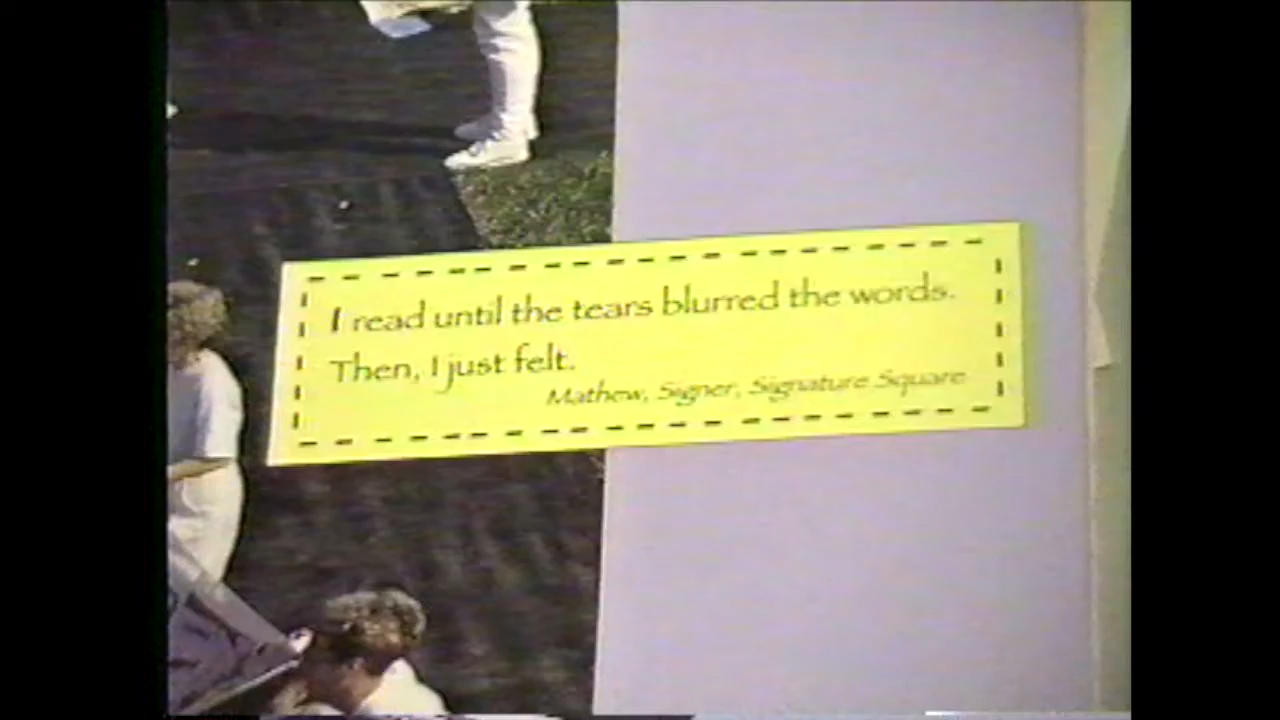 I read until the tears blurred the words.
Then, I just felt.
Mathew, Signer, Signature Square